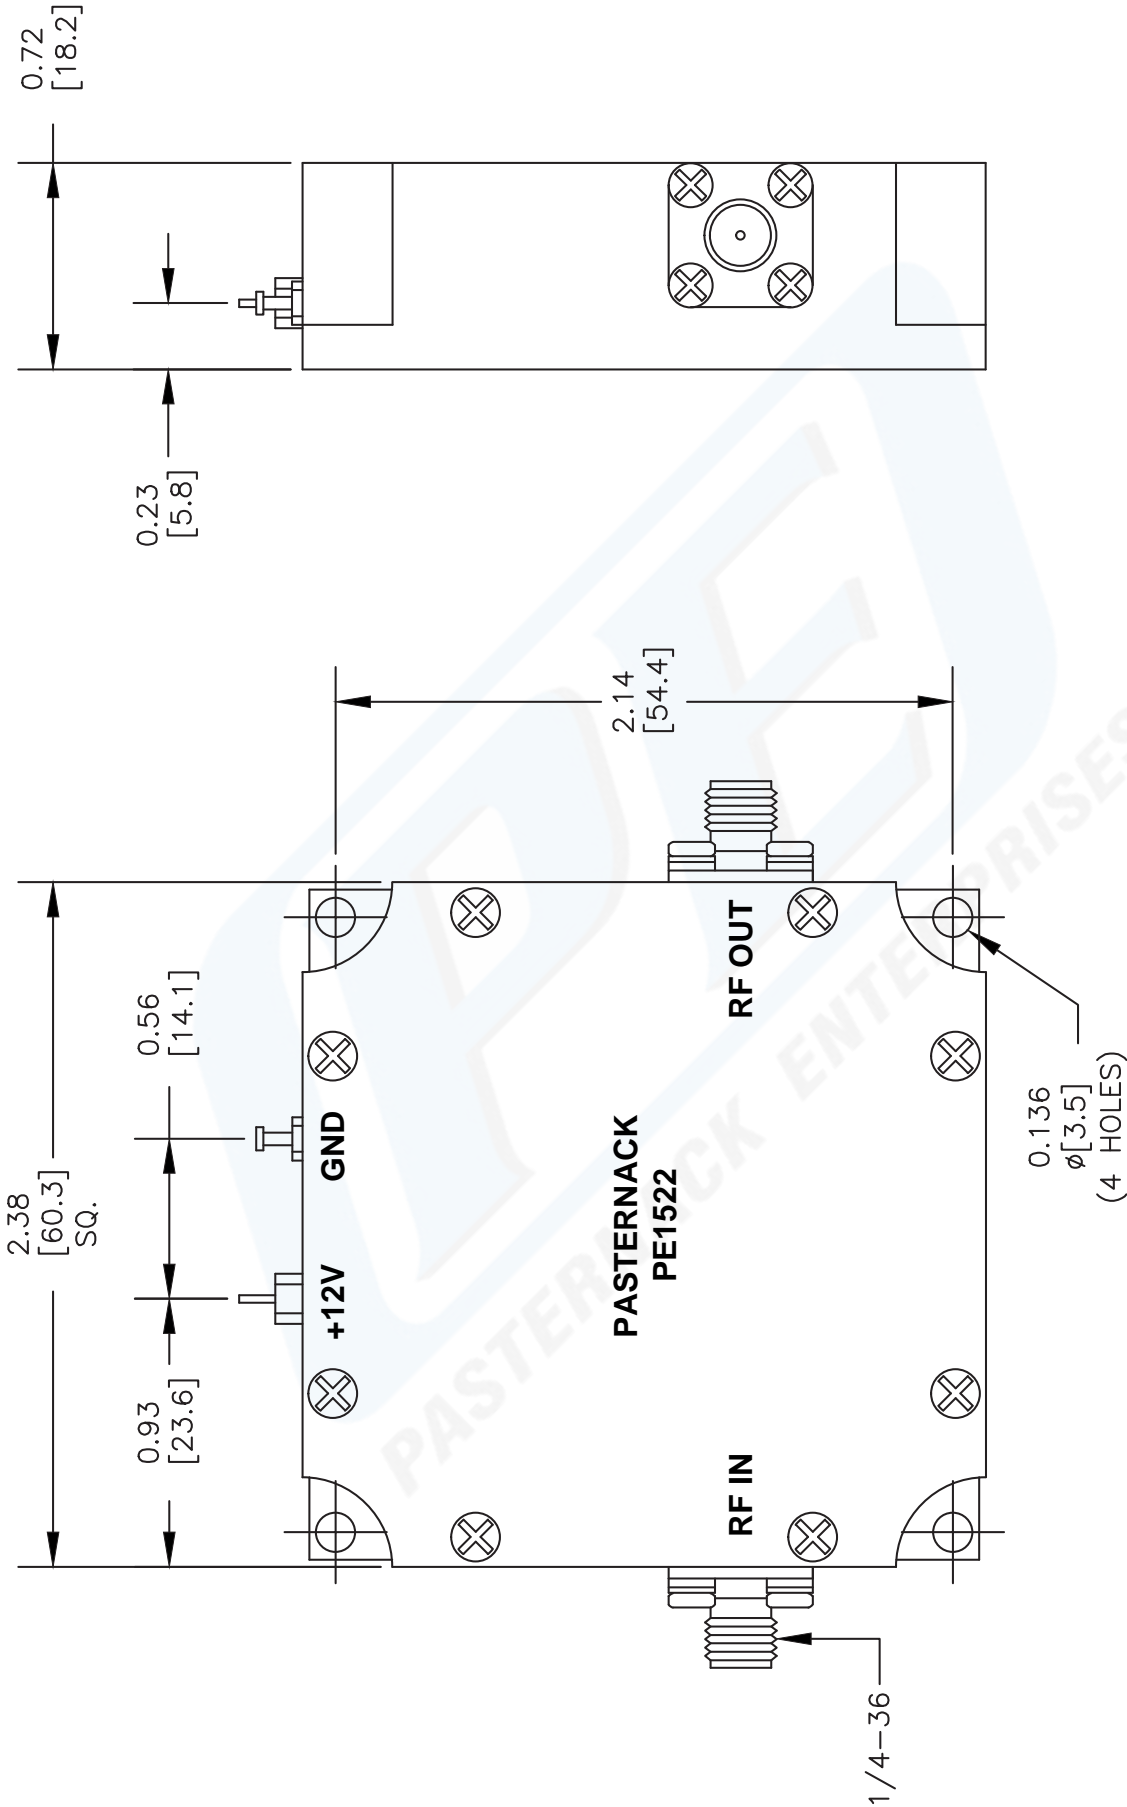 2.38
[60.3]
SQ.
0.93
[23.6]
0.56
[14.1]
0.72
[18.2]
0.23
[5.8]
+12V
GND
2.14
[54.4]
PASTERNACK
PE1522
RF IN
RF OUT
1/4-36
0.136
ϕ[3.5]
(4 HOLES)
PASTERNACK ENTERPRISES
PE